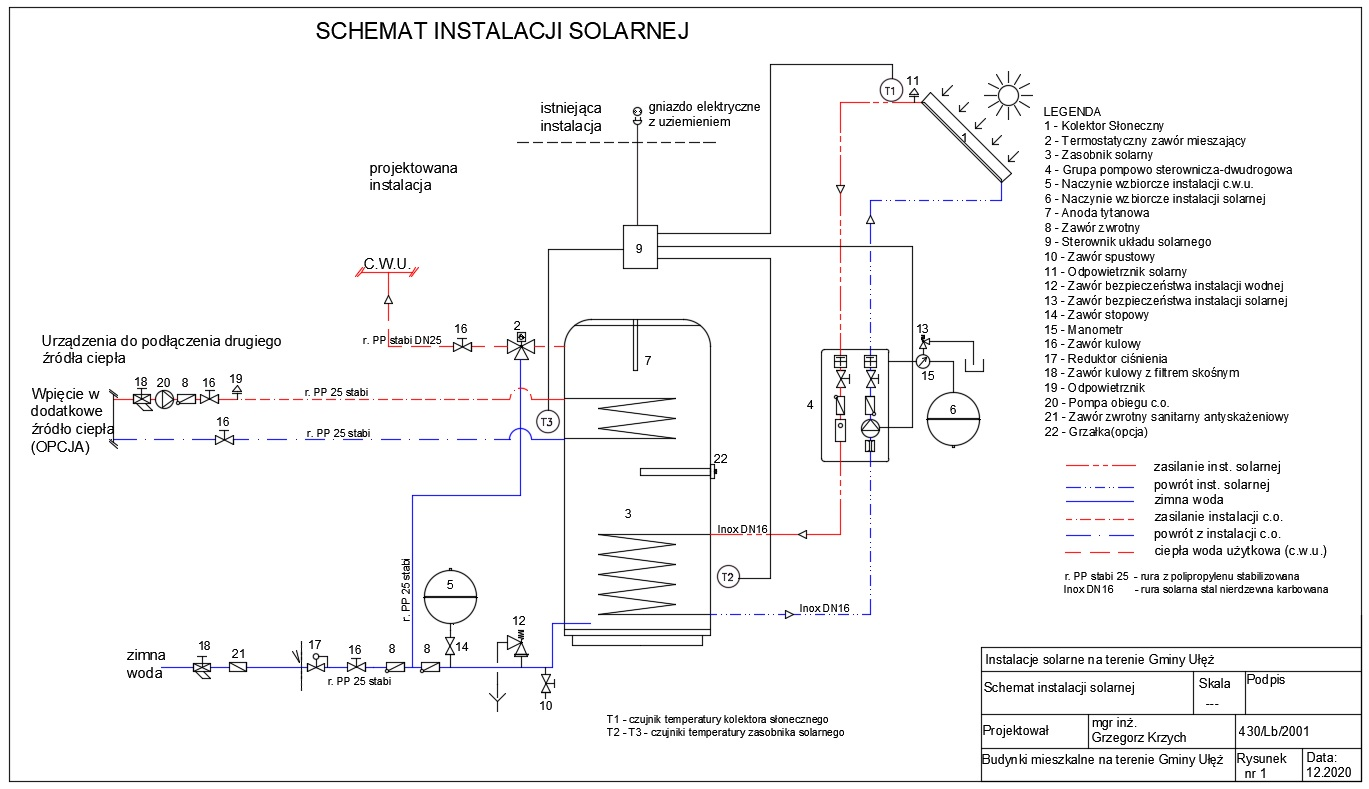 SCHEMAT INSTALACJI SOLARNEJ
istniejąca
instalacja
gniazdo elektryczne
z uziemieniem
projektowana
instalacja
T1
11
1
9
C.W.U.
r. PP stabi DN25
16
2
7
Urządzenia do podłączenia drugiego
źródła ciepła
Wpięcie w
dodatkowe
źródło ciepła
(OPCJA)
18
20
8
16
19
r. PP 25 stabi
16
r. PP 25 stabi
T3
4
13
15
6
22
3
Inox DN16
T2
Inox DN16
r. PP 25 stabi
5
14
12
10
zimna
woda
18
21
17
16
8
8
r. PP 25 stabi
T1 - czujnik temperatury kolektora słonecznego
T2 - T3 - czujniki temperatury zasobnika solarnego
LEGENDA
1 - Kolektor Słoneczny
2 - Termostatyczny zawór mieszający
3 - Zasobnik solarny
4 - Grupa pompowo sterownicza-dwudrogowa
5 - Naczynie wzbiorcze instalacji c.w.u.
6 - Naczynie wzbiorcze instalacji solarnej
7 - Anoda tytanowa
8 - Zawór zwrotny
9 - Sterownik układu solarnego
10 - Zawór spustowy
11 - Odpowietrznik solarny
12 - Zawór bezpieczeństwa instalacji wodnej
13 - Zawór bezpieczeństwa instalacji solarnej
14 - Zawór stopowy
15 - Manometr
16 - Zawór kulowy
17 - Reduktor ciśnienia
18 - Zawór kulowy z filtrem skośnym
19 - Odpowietrznik
20 - Pompa obiegu c.o.
21 - Zawór zwrotny sanitarny antyskażeniowy
22 - Grzałka(opcja)
zasilanie inst. solarnej
powrót inst. solarnej
zimna woda
zasilanie instalacji c.o.
powrót z instalacji c.o.
ciepła woda użytkowa (c.w.u.)
r. PP stabi 25 - rura z polipropylenu stabilizowana
Inox DN16 - rura solarna stal nierdzewna karbowana
Instalacje solarne na terenie Gminy Ułęż
Schemat instalacji solarnej
Skala
---
Podpis
Projektował
mgr inż.
Grzegorz Krzych
430/Lb/2001
Budynki mieszkalne na terenie Gminy Ułęż
Rysunek
nr 1
Data:
12.2020